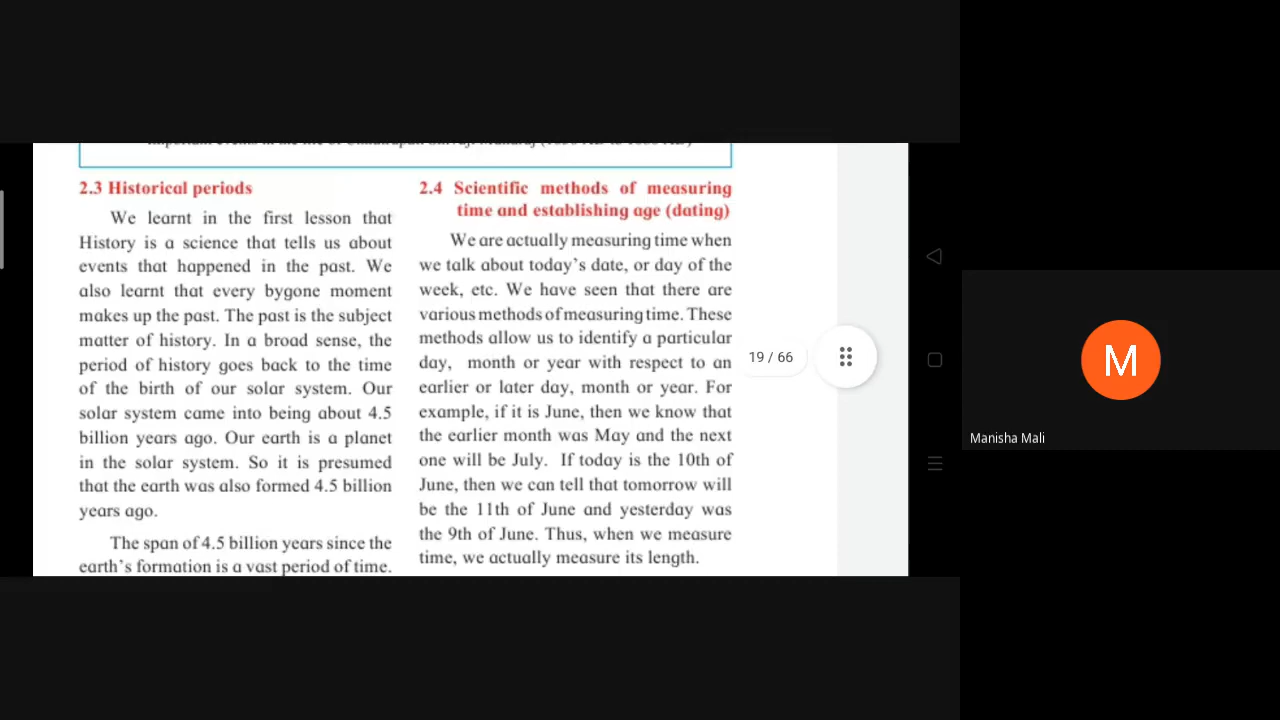 2.3 Historical periods
We learnt in the first lesson that
History is a science that tells us about
events that happened in the past. We
also learnt that every bygone moment
makes up the past. The past is the subject
matter of history. In a broad sense, the
period of history goes back to the time
of the birth of our solar system. Our
solar system came into being about 4.5
billion years ago. Our earth is a planet
in the solar system. So it is presumed
that the earth was also formed 4.5 billion
years ago.
The span of 4.5 billion years since the
earth's formation is a vast period of time.
2.4 Scientific methods of measuring
time and establishing age (dating)
We are actually measuring time when
we talk about today's date, or day of the
week, etc. We have seen that there are
various methods of measuring time. These
methods allow us to identify a particular
day, month or year with respect to an
earlier or later day, month or year. For
example, if it is June, then we know that
the earlier month was May and the next
one will be July. If today is the 10th of
June, then we can tell that tomorrow will
be the 11th of June and yesterday was
the 9th of June. Thus, when we measure
time, we actually measure its length.
19 / 66
M
Manisha Mali